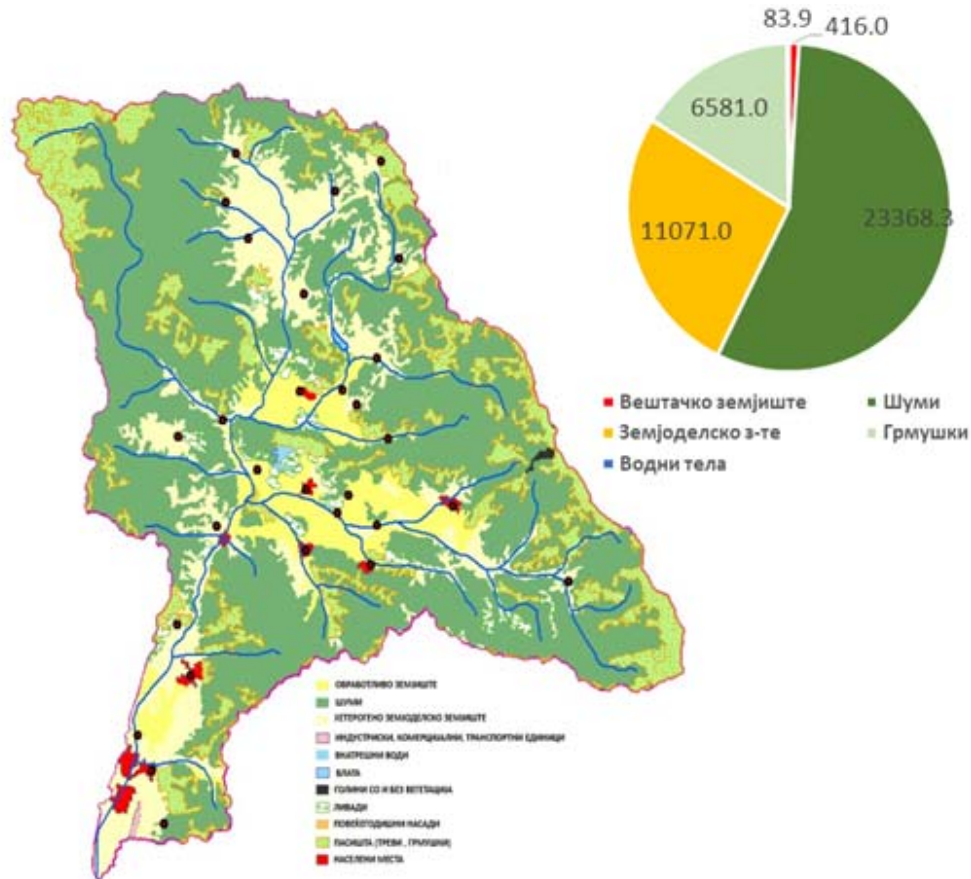 83.9
416.0
6581.0
11071.0
23368.3
Вештачко земјиште
Шуми
Земјоделско з-те
Грмушки
Водни тела
ОБРАБОТЛИВО ЗЕМЈИШТЕ
ШУМИ
ХЕТЕРОГЕНО ЗЕМЈОДЕЛСКО ЗЕМЈИШТЕ
ИНДУСТРИСКИ, КОМЕРЦИЈАЛНИ, ТРАНСПОРТНИ ЕДИНИЦИ
ВНАТРЕШНИ ВОДИ
БЛАТА
ГОЛИНИ СО И БЕЗ ВЕГЕТАЦИЈА
ЛИВАДИ
ПОВЕЌЕГОДИШНИ НАСАДИ
ПАСИШТА (ТРЕВИ , ГРМУШКИ)
НАСЕЛЕНИ МЕСТА